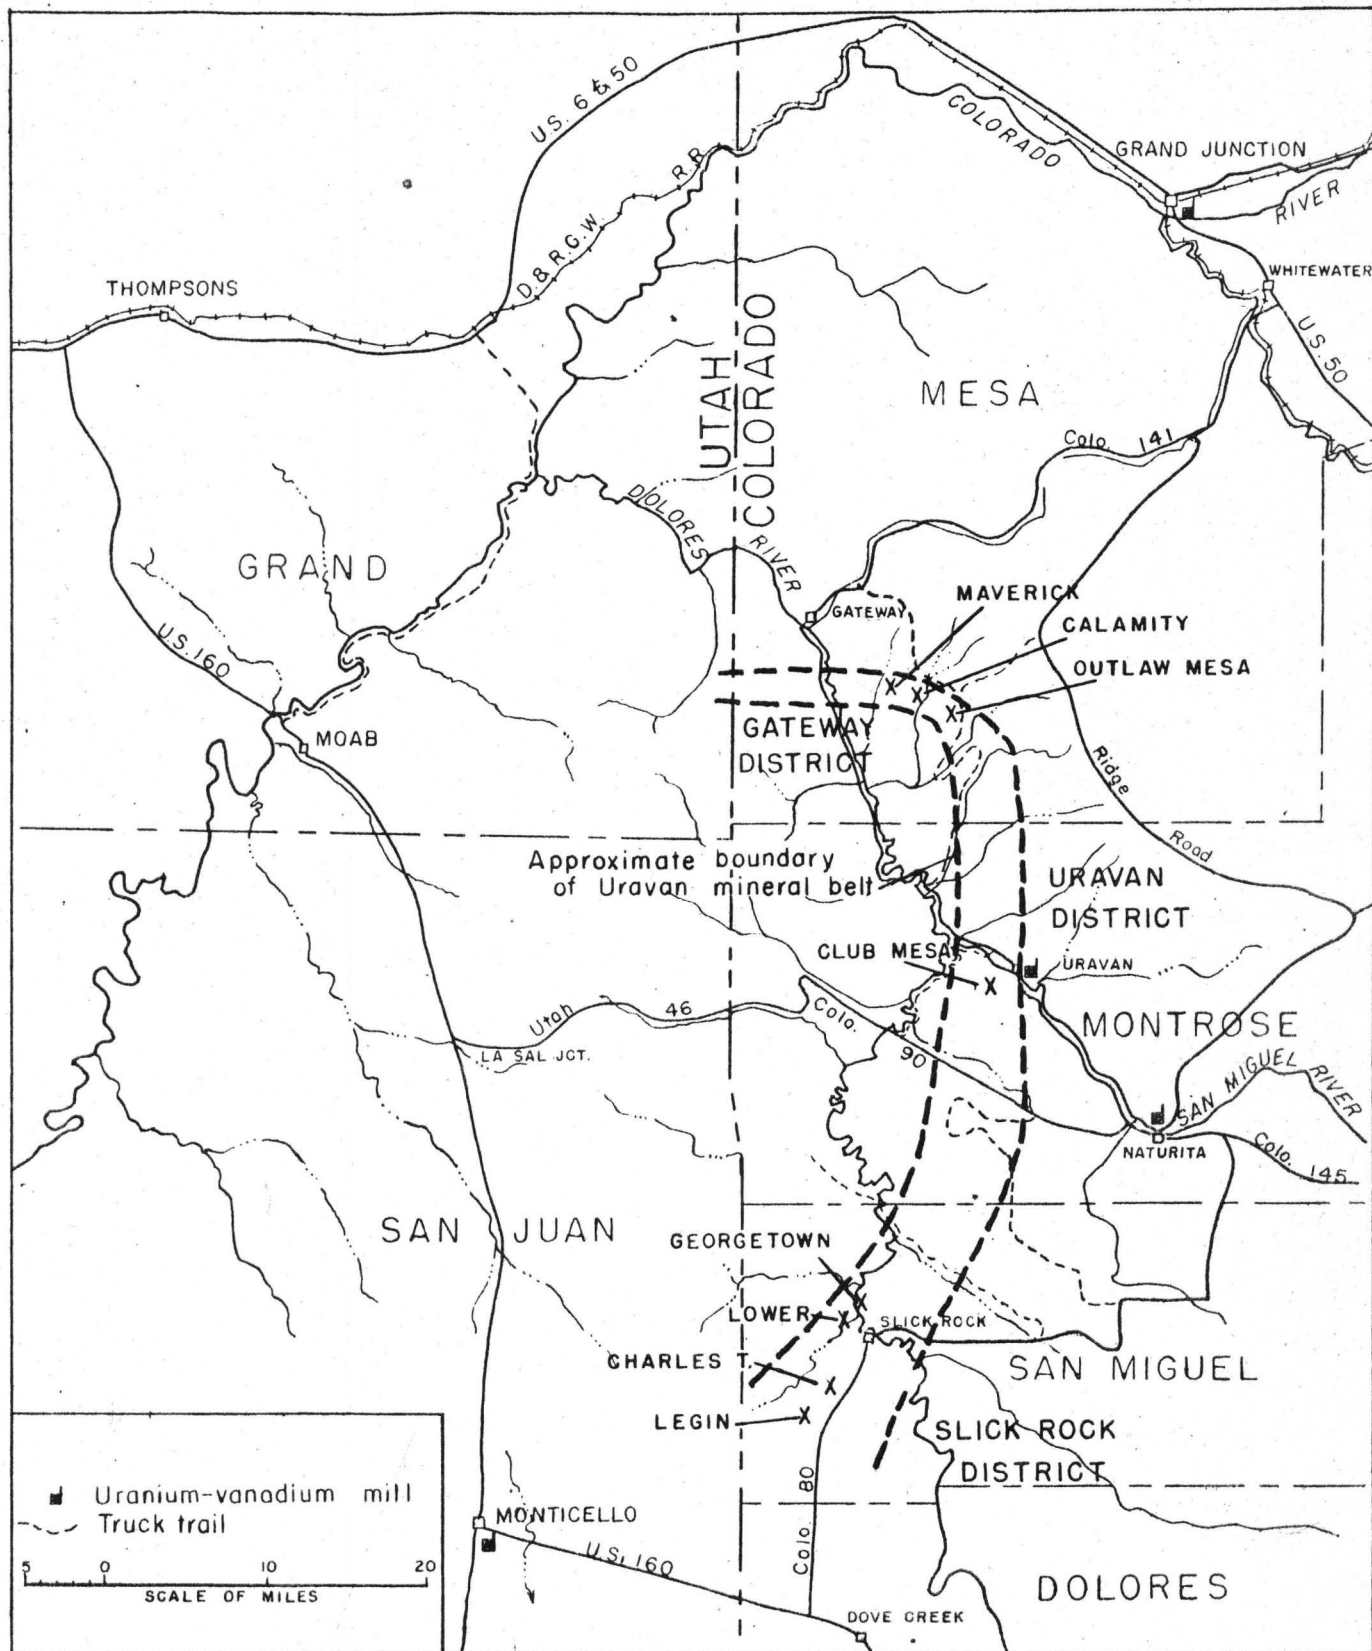 U.S. 6 & 50
COLORADO
GRAND JUNCTION
D. & R.G.W. R.R.
RIVER
WHITEWATER
THOMPSONS
U.S. 50
UTAH
COLORADO
MESA
Colo. 141
DOLORES RIVER
GRAND
MAVERICK
GATEWAY
CALAMITY
U.S. 160
OUTLAW MESA
MOAB
GATEWAY
DISTRICT
Ridge Road
Approximate boundary
of Uravan mineral belt
URAVAN
DISTRICT
CLUB MESA
URAVAN
Utah 46
Colo. 90
LA SAL JCT.
MONTROSE
SAN MIGUEL RIVER
NATURITA
Colo. 145
SAN JUAN
GEORGETOWN
LOWER
SLICK ROCK
CHARLES T.
SAN MIGUEL
LEGIN
SLICK ROCK
DISTRICT
Colo. 80
Uranium-vanadium mill
Truck trail
MONTICELLO
U.S. 160
5 0 10 20
SCALE OF MILES
DOLORES
DOVE CREEK